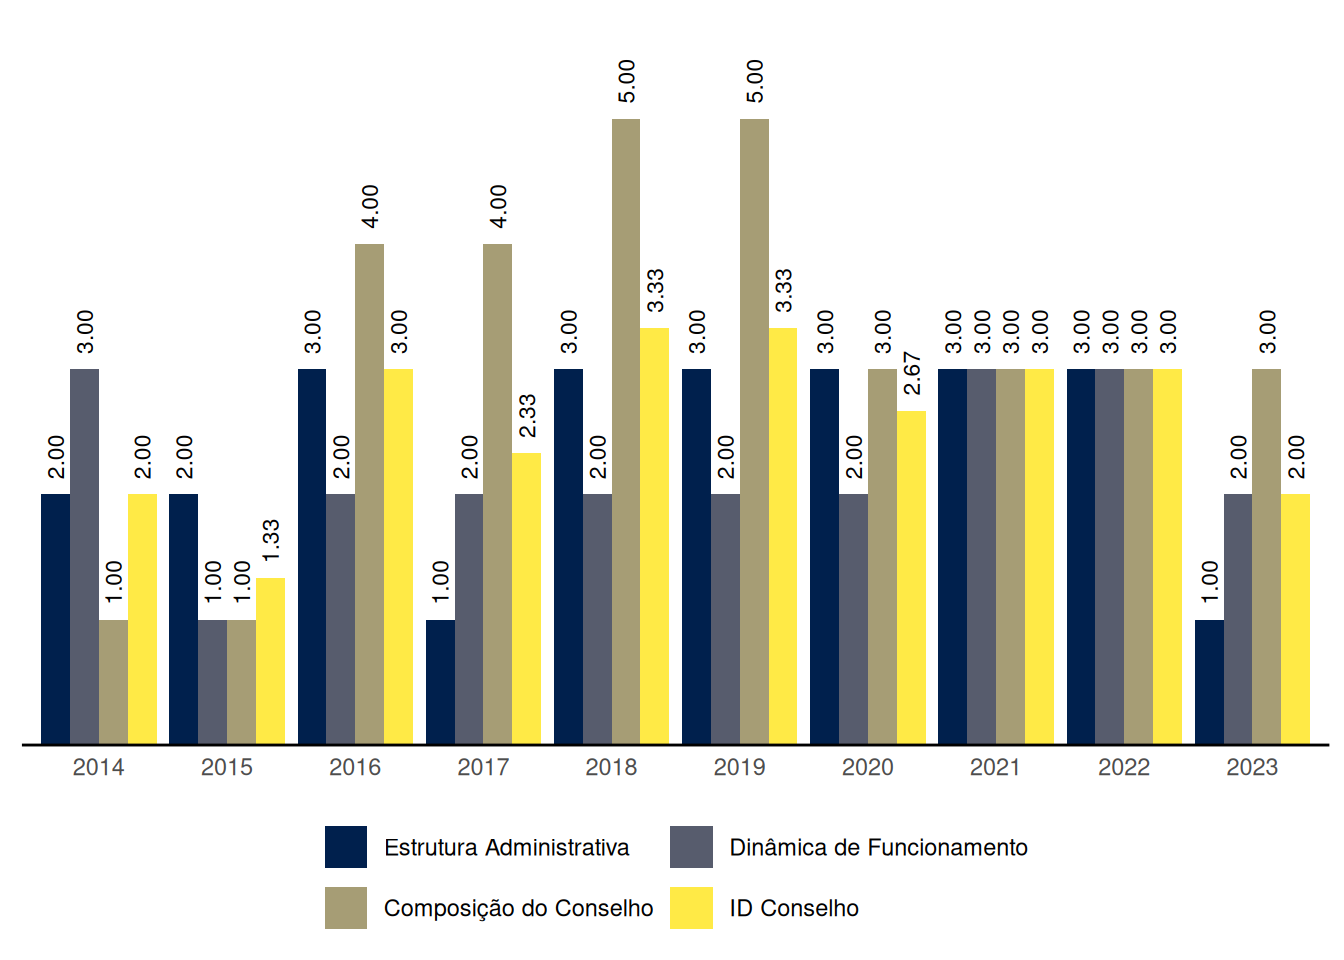 2.00 3.00 1.00 2.00
2.00 1.00 1.00 1.33
3.00 2.00 4.00 3.00
1.00 2.00 4.00 2.33
3.00 2.00 5.00 3.33
3.00 2.00 5.00 3.33
3.00 2.00 3.00 2.67
3.00 3.00 3.00 3.00
3.00 3.00 3.00 3.00
1.00 2.00 3.00 2.00
2014 2015 2016 2017 2018 2019 2020 2021 2022 2023
Estrutura Administrativa Dinâmica de Funcionamento
Composição do Conselho ID Conselho